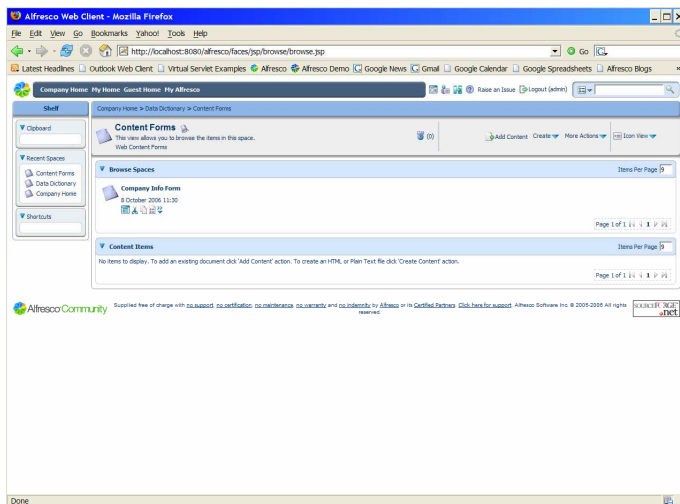 Alfresco Web Client - Mozilla Firefox
File Edit View Go Bookmarks Yahoo! Tools Help
http://localhost:8080/alfresco/faces/jsp/browse/browse.jsp Go
Latest Headlines Outlook Web Client Virtual Servlet Examples Alfresco Alfresco Demo Google News Gmail Google Calendar Google Spreadsheets Alfresco Blogs
Company Home My Home Guest Home My Alfresco Raise an Issue Logout (admin)
Shelf
Company Home > Data Dictionary > Content Forms
Clipboard
Content Forms
This view allows you to browse the items in this space.
Web Content Forms
(0)
Add Content Create More Actions Icon View
Recent Spaces
Content Forms
Data Dictionary
Company Home
Shortcuts
Browse Spaces Items Per Page 9
Company Info Form
8 October 2006 11:30
Page 1 of 1 1
Content Items Items Per Page 9
No items to display. To add an existing document click 'Add Content' action. To create an HTML or Plain Text file click 'Create Content' action.
Page 1 of 1 1
Alfresco Community
Supplied free of charge with no support, no certification, no maintenance, no warranty and no indemnity by Alfresco or its Certified Partners. Click here for support. Alfresco Software Inc. © 2005-2006 All rights
reserved.
SOURCEFORGE
.net
Done